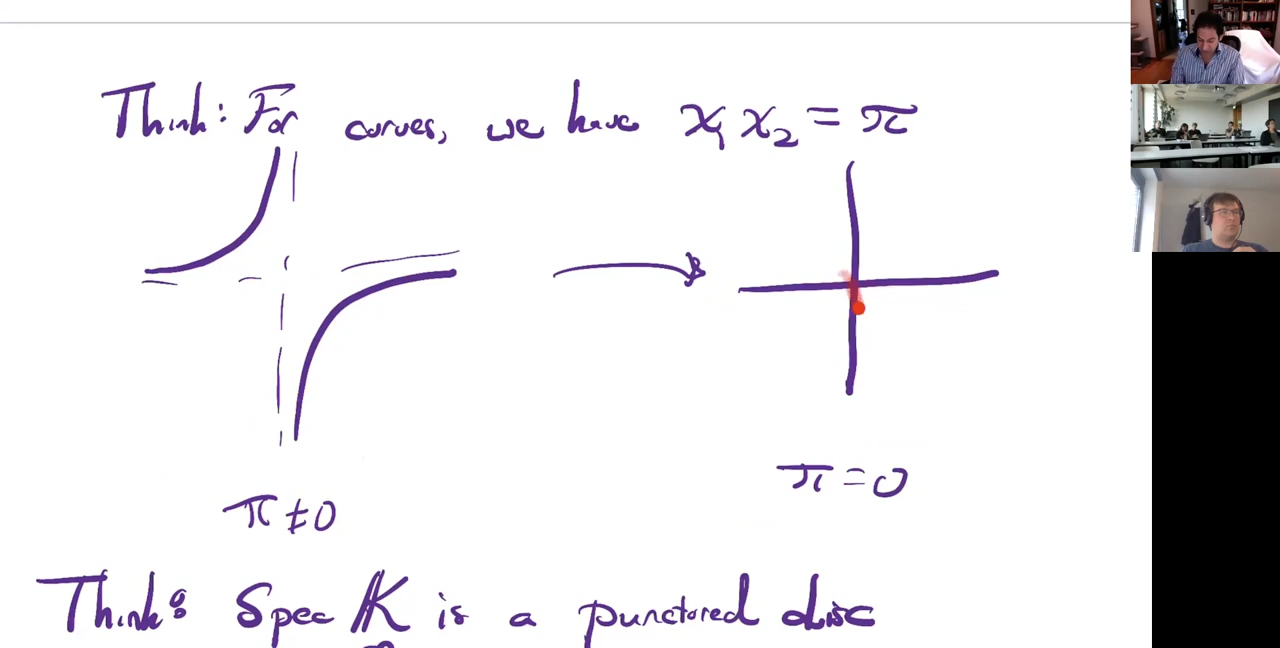 Think: For curves, we have x₁x₂ = π
π ≠ 0
π = 0
Think: Spec K is a punctured disc